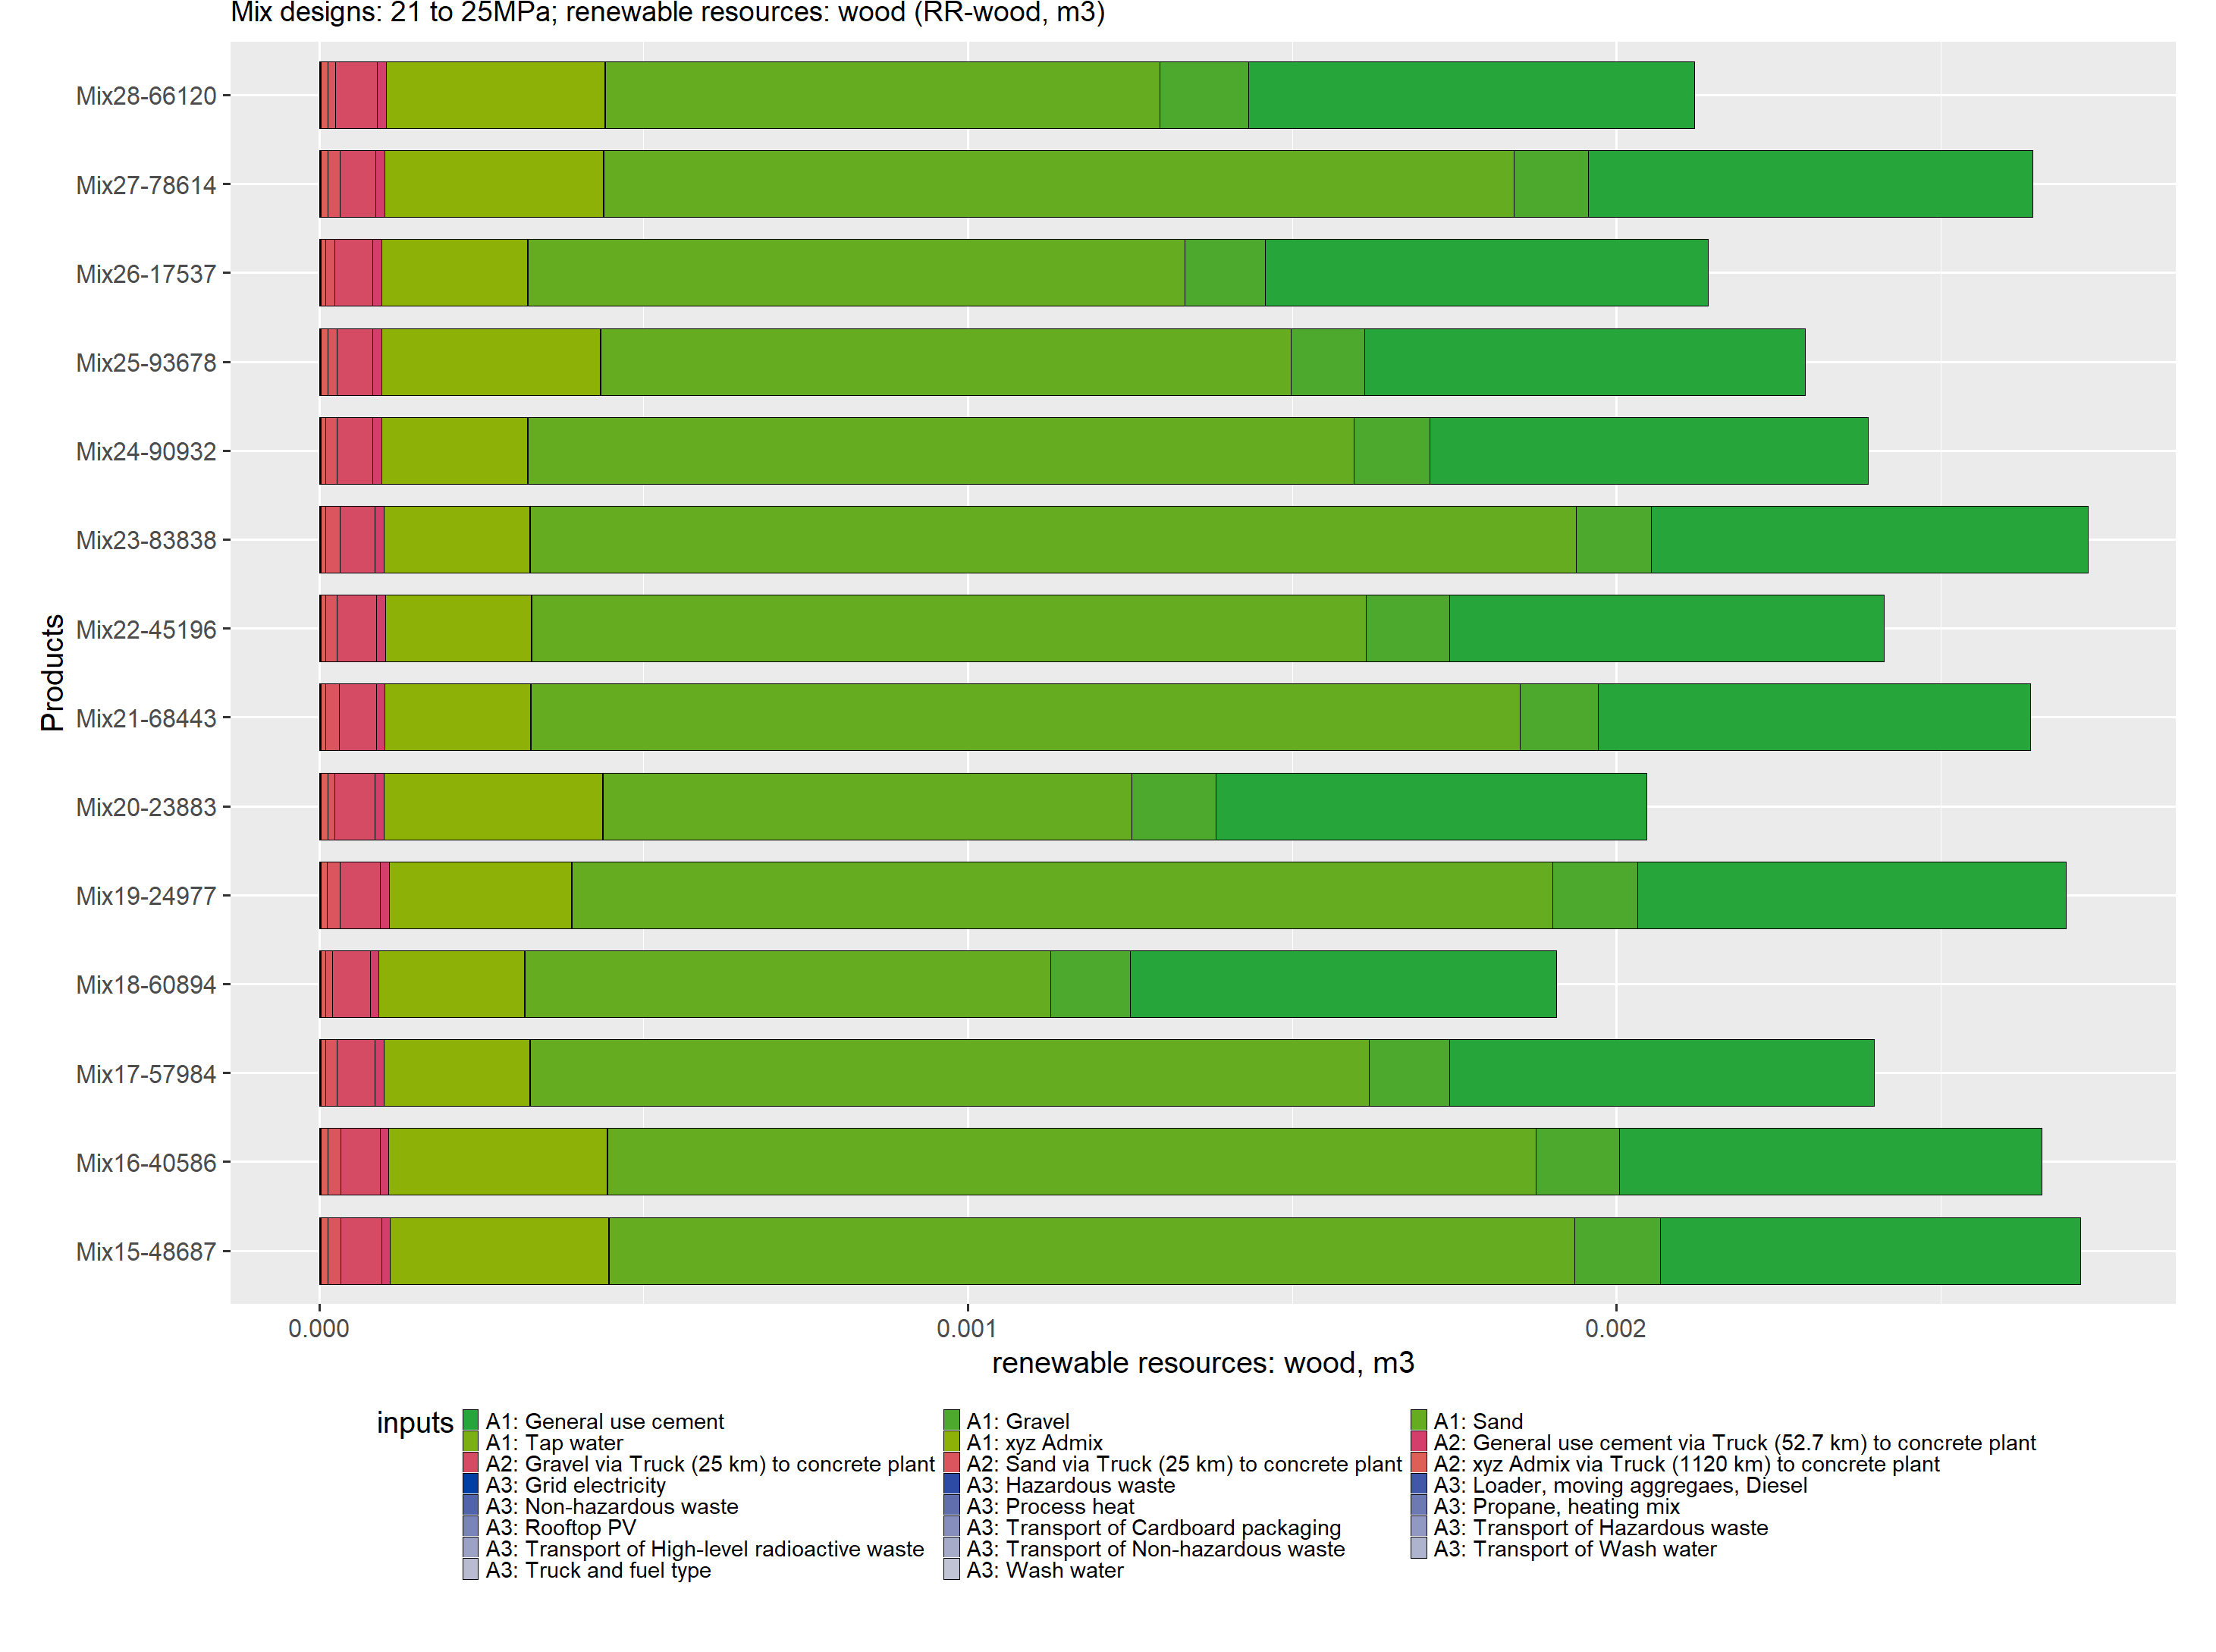 Mix designs: 21 to 25MPa; renewable resources: wood (RR-wood, m3)
Products
Mix28-66120
Mix27-78614
Mix26-17537
Mix25-93678
Mix24-90932
Mix23-83838
Mix22-45196
Mix21-68443
Mix20-23883
Mix19-24977
Mix18-60894
Mix17-57984
Mix16-40586
Mix15-48687
0.000 0.001 0.002
renewable resources: wood, m3
inputs
A1: General use cement A1: Gravel A1: Sand
A1: Tap water A1: xyz Admix A2: General use cement via Truck (52.7 km) to concrete plant
A2: Gravel via Truck (25 km) to concrete plant A2: Sand via Truck (25 km) to concrete plant A2: xyz Admix via Truck (1120 km) to concrete plant
A3: Grid electricity A3: Hazardous waste A3: Loader, moving aggregaes, Diesel
A3: Non-hazardous waste A3: Process heat A3: Propane, heating mix
A3: Rooftop PV A3: Transport of Cardboard packaging A3: Transport of Hazardous waste
A3: Transport of High-level radioactive waste A3: Transport of Non-hazardous waste A3: Transport of Wash water
A3: Truck and fuel type A3: Wash water